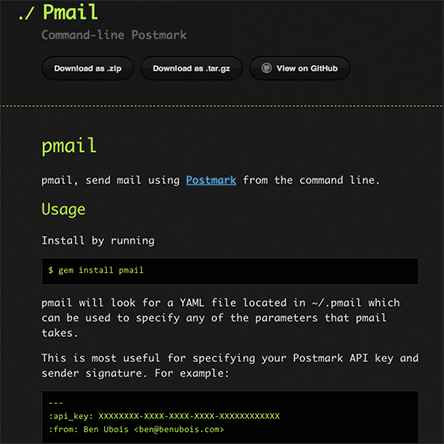 ./ Pmail
Command-line Postmark
Download as .zip Download as .tar.gz View on GitHub
pmail
pmail, send mail using Postmark from the command line.
Usage
Install by running
$ gem install pmail
pmail will look for a YAML file located in ~/.pmail which
can be used to specify any of the parameters that pmail
takes.
This is most useful for specifying your Postmark API key and
sender signature. For example:
---
:api_key: XXXXXXXX-XXXX-XXXX-XXXX-XXXXXXXXXXXX
:from: Ben Ubois <ben@benubois.com>